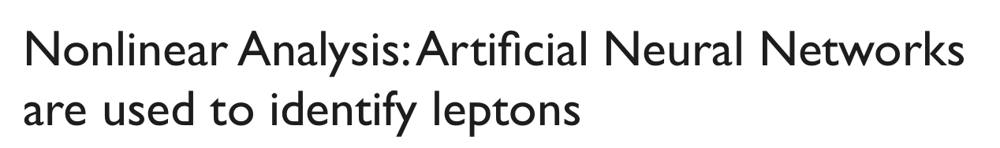 Nonlinear Analysis: Artificial Neural Networks
are used to identify leptons